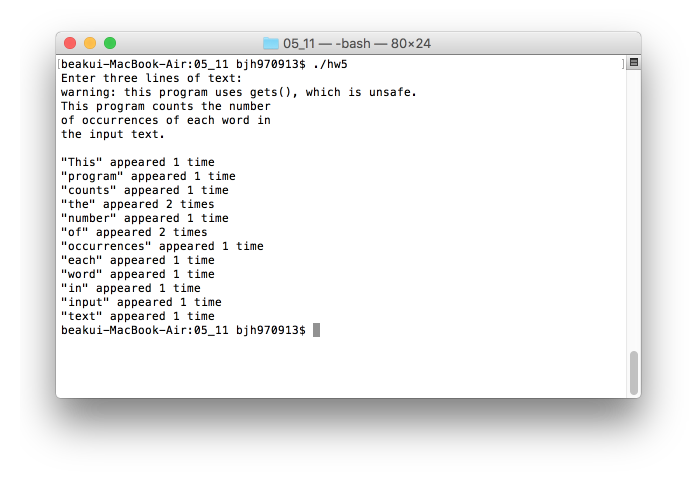 05_11 — -bash — 80×24
[beakui-MacBook-Air:05_11 bjh970913$ ./hw5 ]
Enter three lines of text:
warning: this program uses gets(), which is unsafe.
This program counts the number
of occurrences of each word in
the input text.
"This" appeared 1 time
"program" appeared 1 time
"counts" appeared 1 time
"the" appeared 2 times
"number" appeared 1 time
"of" appeared 2 times
"occurrences" appeared 1 time
"each" appeared 1 time
"word" appeared 1 time
"in" appeared 1 time
"input" appeared 1 time
"text" appeared 1 time
beakui-MacBook-Air:05_11 bjh970913$